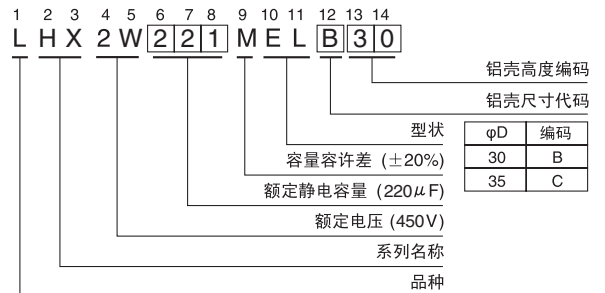 1 2 3 4 5 6 7 8 9 10 11 12 13 14
L H X 2 W 2 2 1 M E L B 3 0
铝壳高度编码
铝壳尺寸代码
型状
容量容许差 (±20%)
额定静电容量 (220μF)
额定电压 (450V)
系列名称
品种
φD 编码
30 B
35 C